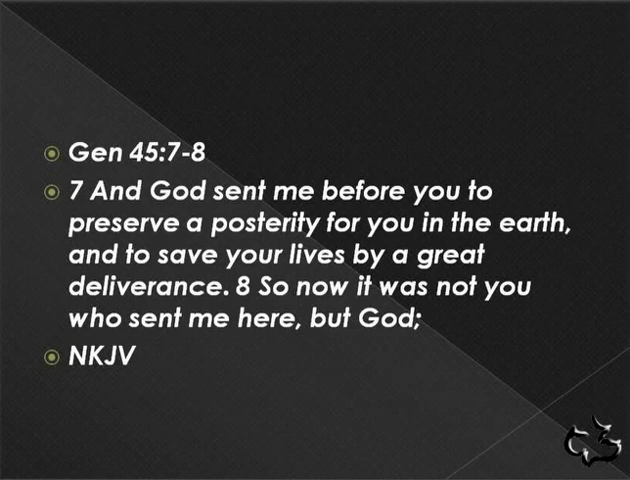 Gen 45:7-8
7 And God sent me before you to
preserve a posterity for you in the earth,
and to save your lives by a great
deliverance. 8 So now it was not you
who sent me here, but God;
NKJV